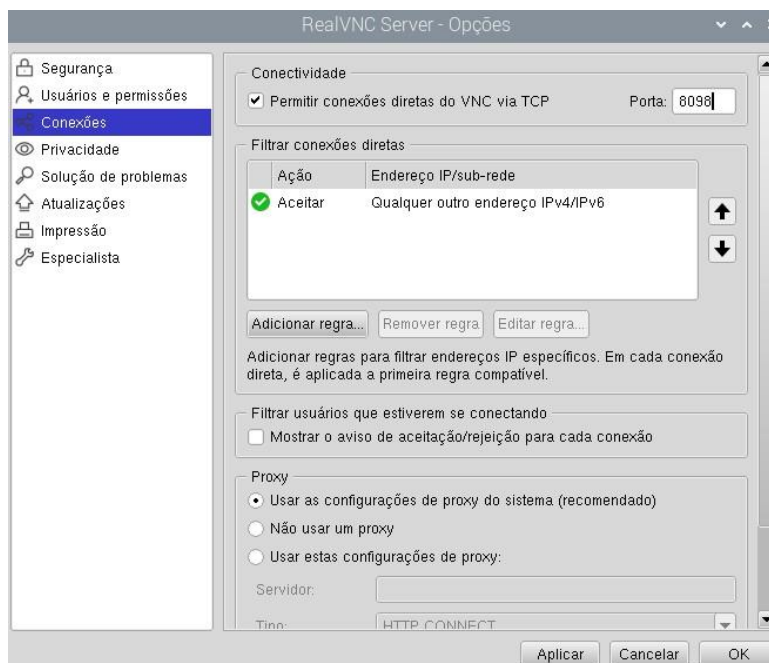 RealVNC Server - Opções
Segurança
Usuários e permissões
Conexões
Privacidade
Solução de problemas
Atualizações
Impressão
Especialista
Conectividade
Permitir conexões diretas do VNC via TCP Porta: 8098
Filtrar conexões diretas
Ação Endereço IP/sub-rede
Aceitar Qualquer outro endereço IPv4/IPv6
Adicionar regra... Remover regra Editar regra...
Adicionar regras para filtrar endereços IP específicos. Em cada conexão
direta, é aplicada a primeira regra compatível.
Filtrar usuários que estiverem se conectando
Mostrar o aviso de aceitação/rejeição para cada conexão
Proxy
Usar as configurações de proxy do sistema (recomendado)
Não usar um proxy
Usar estas configurações de proxy:
Servidor:
Tipo: HTTP CONNECT
Aplicar Cancelar OK